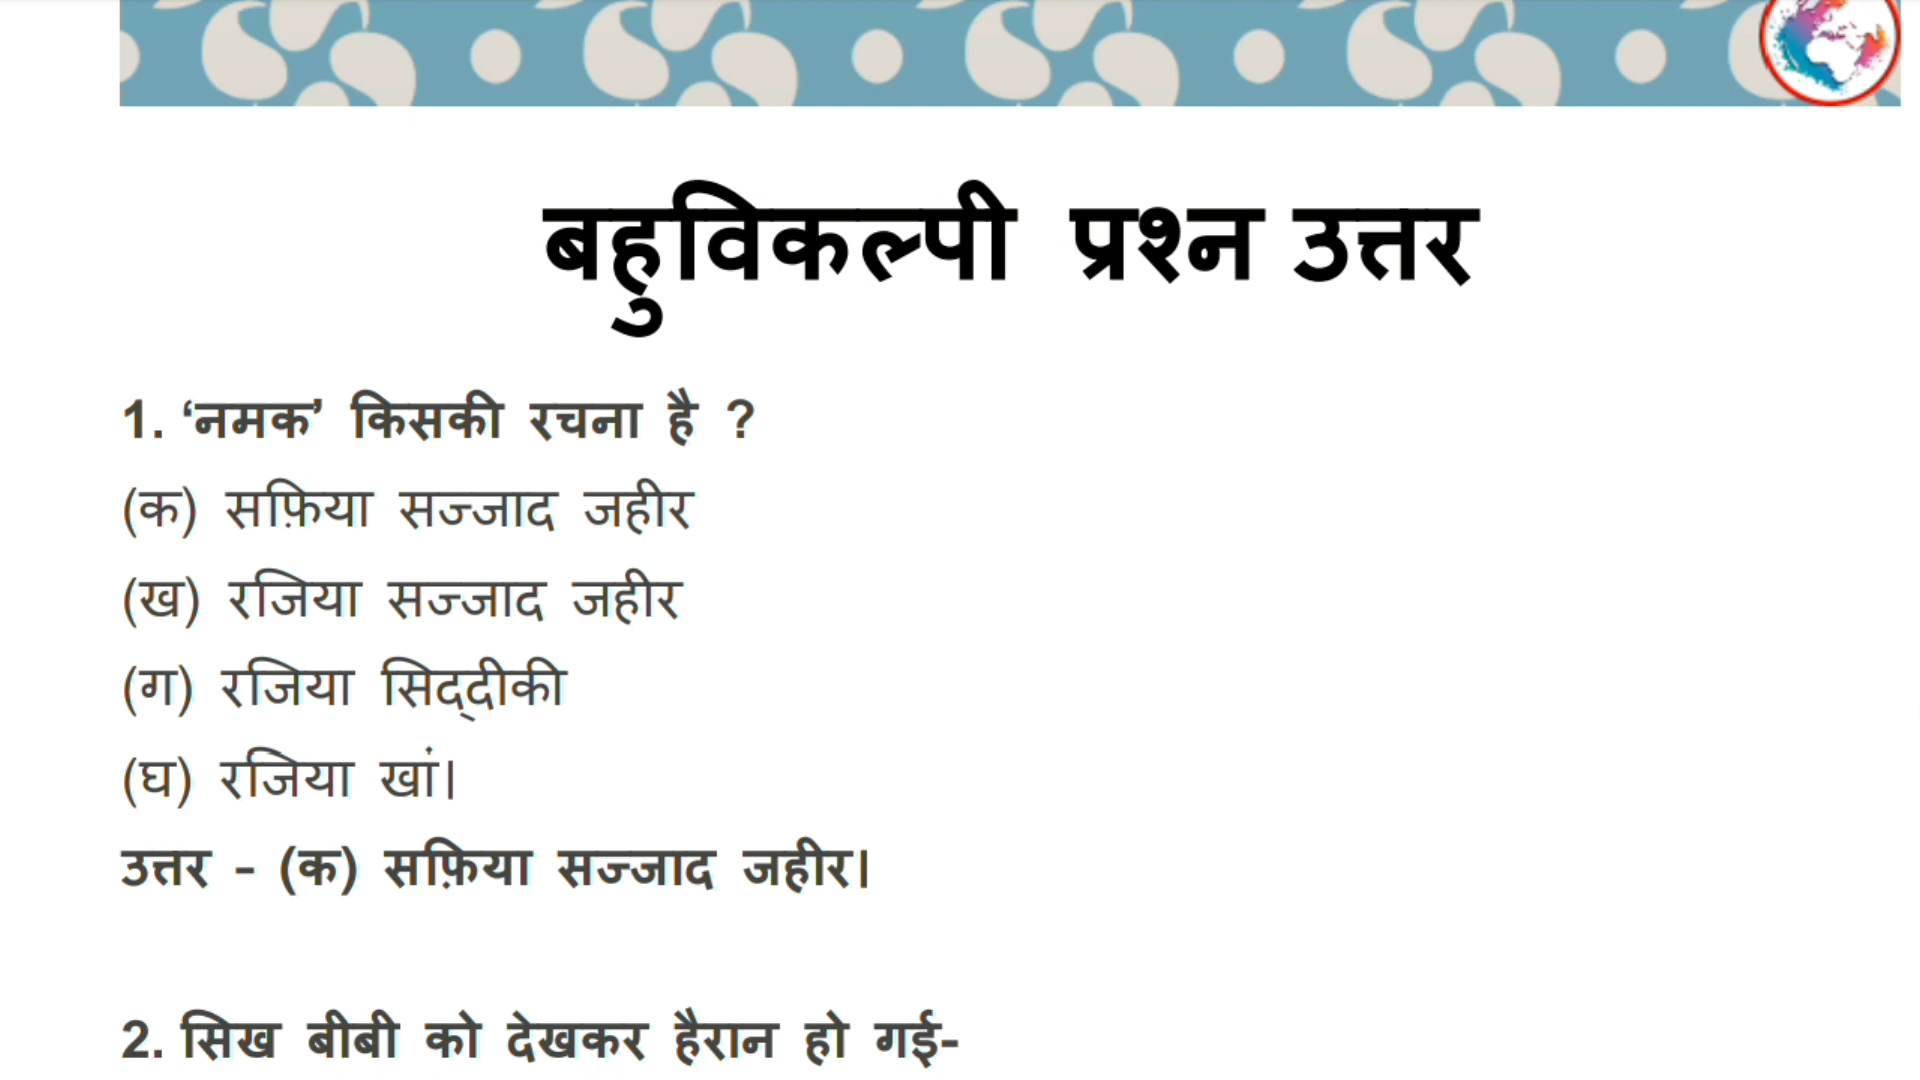 बहुविकल्पी प्रश्न उत्तर
1. ‘नमक’ किसकी रचना है ?
(क) सफ़िया सज्जाद जहीर
(ख) रजिया सज्जाद जहीर
(ग) रजिया सिद्‌दीकी
(घ) रजिया खां।
उत्तर - (क) सफ़िया सज्जाद जहीर।
2. सिख बीबी को देखकर हैरान हो गई-